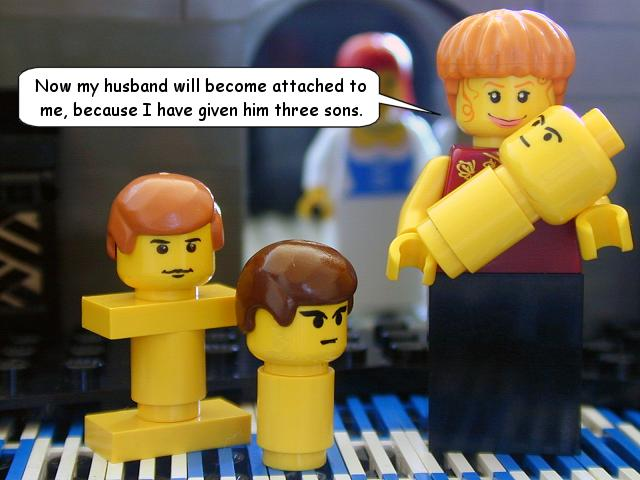 Now my husband will become attached to
me, because I have given him three sons.